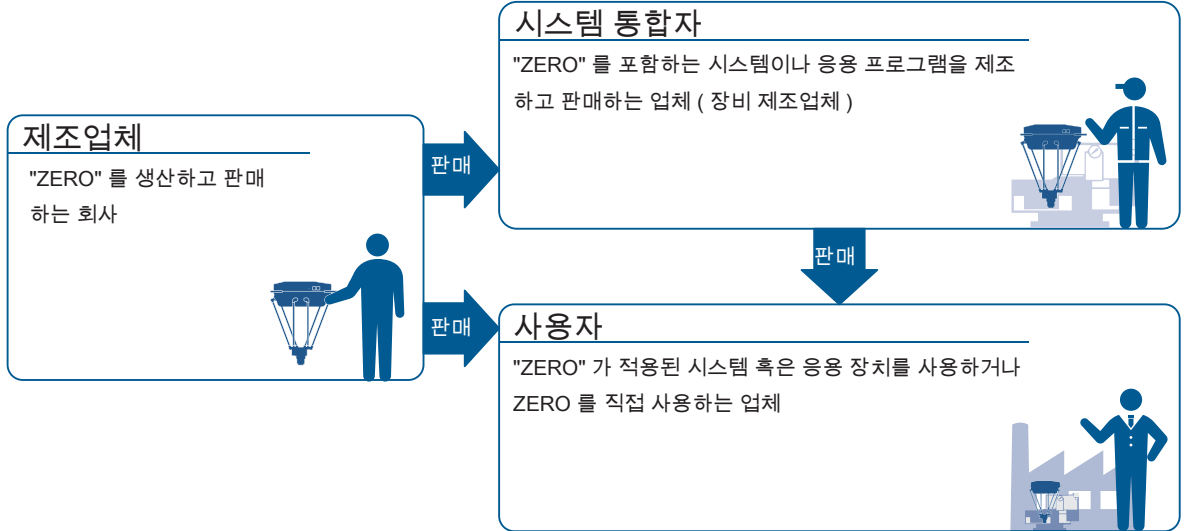 제조업체
"ZERO" 를 생산하고 판매
하는 회사
판매
판매
시스템 통합자
"ZERO" 를 포함하는 시스템이나 응용 프로그램을 제조
하고 판매하는 업체 ( 장비 제조업체 )
판매
사용자
"ZERO" 가 적용된 시스템 혹은 응용 장치를 사용하거나
ZERO 를 직접 사용하는 업체